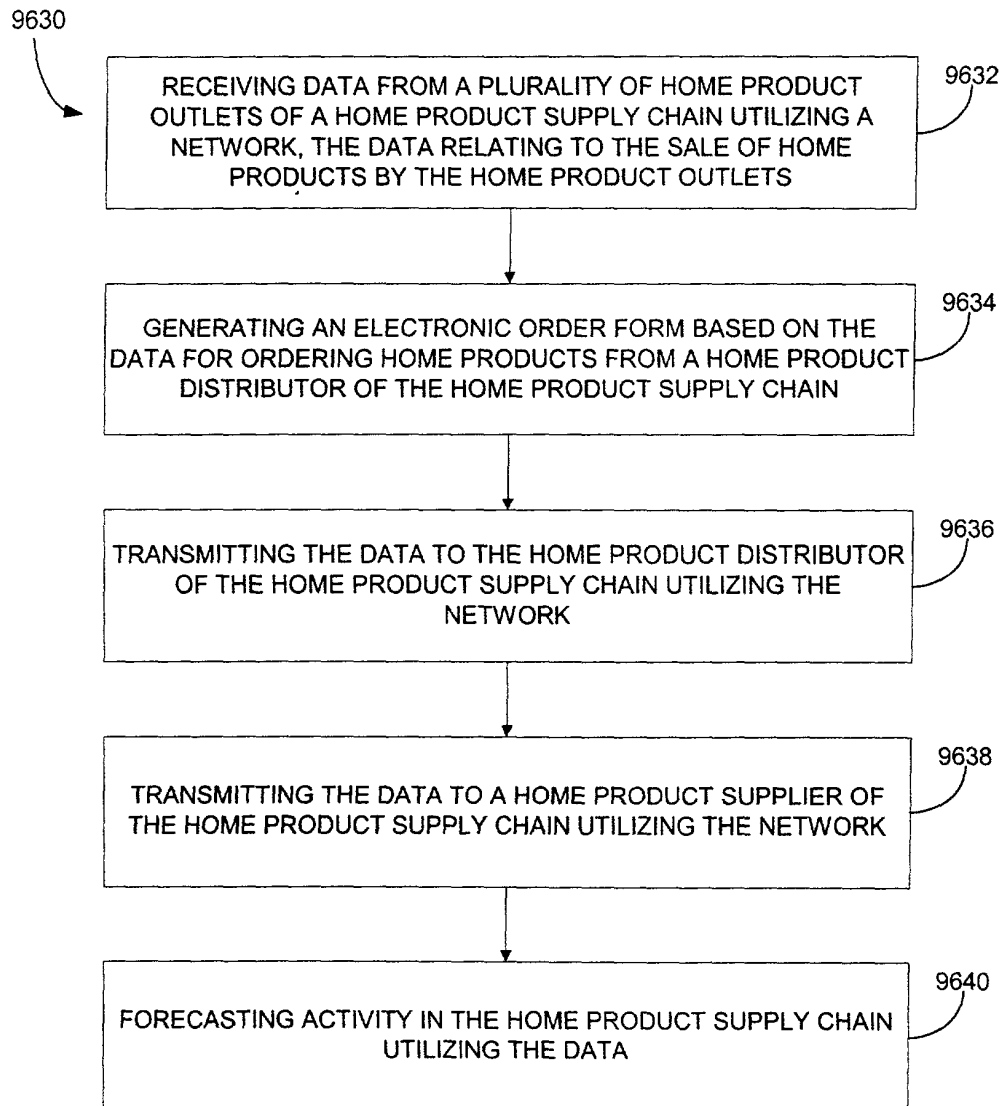 9630
RECEIVING DATA FROM A PLURALITY OF HOME PRODUCT
OUTLETS OF A HOME PRODUCT SUPPLY CHAIN UTILIZING A
NETWORK, THE DATA RELATING TO THE SALE OF HOME
PRODUCTS BY THE HOME PRODUCT OUTLETS
9632
GENERATING AN ELECTRONIC ORDER FORM BASED ON THE
DATA FOR ORDERING HOME PRODUCTS FROM A HOME PRODUCT
DISTRIBUTOR OF THE HOME PRODUCT SUPPLY CHAIN
9634
TRANSMITTING THE DATA TO THE HOME PRODUCT DISTRIBUTOR
OF THE HOME PRODUCT SUPPLY CHAIN UTILIZING THE
NETWORK
9636
TRANSMITTING THE DATA TO A HOME PRODUCT SUPPLIER OF
THE HOME PRODUCT SUPPLY CHAIN UTILIZING THE NETWORK
9638
FORECASTING ACTIVITY IN THE HOME PRODUCT SUPPLY CHAIN
UTILIZING THE DATA
9640